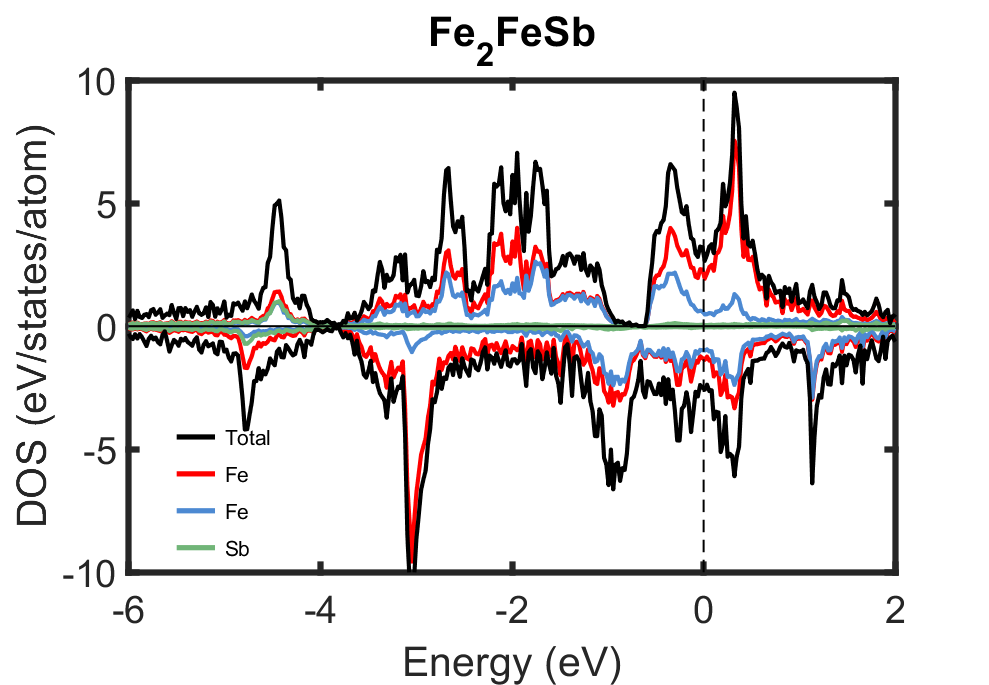 Fe2FeSb
10
5
0
-5
-10
DOS (eV/states/atom)
Total
Fe
Fe
Sb
-6 -4 -2 0 2
Energy (eV)